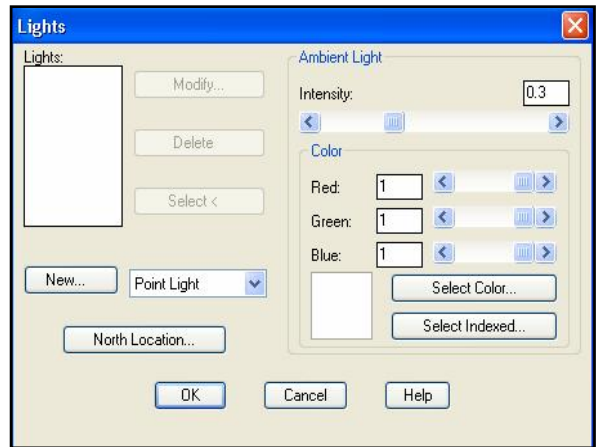 Lights
Lights:
Modify...
Delete
Select <
New...
Point Light
North Location...
Ambient Light
Intensity:
0.3
Color
Red:
1
Green:
1
Blue:
1
Select Color...
Select Indexed...
OK
Cancel
Help